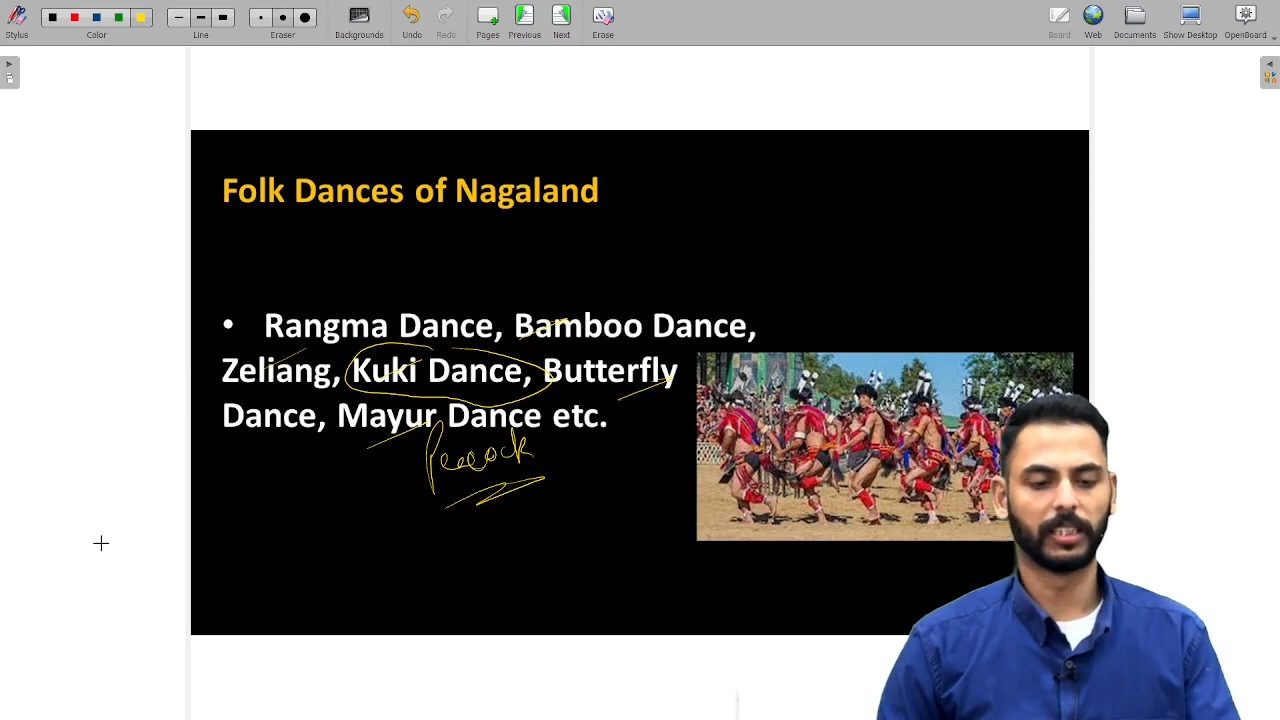 Stylus
Color
Line
Eraser
Backgrounds
Undo
Redo
Pages
Previous
Next
Erase
Board
Web
Documents
Show Desktop
OpenBoard
Folk Dances of Nagaland
• Rangma Dance, Bamboo Dance,
Zeliang, Kuki Dance, Butterfly
Dance, Mayur Dance etc.
Peacock